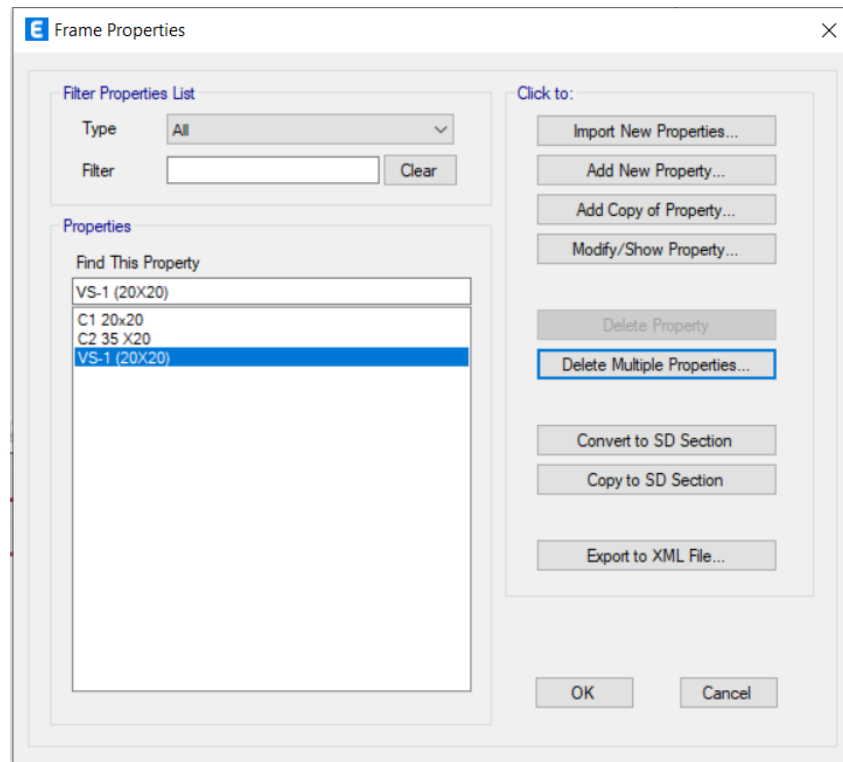 E Frame Properties
Filter Properties List
Type All
Filter Clear
Properties
Find This Property
VS-1 (20X20)
C1 20x20
C2 35 X20
VS-1 (20X20)
Click to:
Import New Properties...
Add New Property...
Add Copy of Property...
Modify/Show Property...
Delete Property
Delete Multiple Properties...
Convert to SD Section
Copy to SD Section
Export to XML File...
OK Cancel